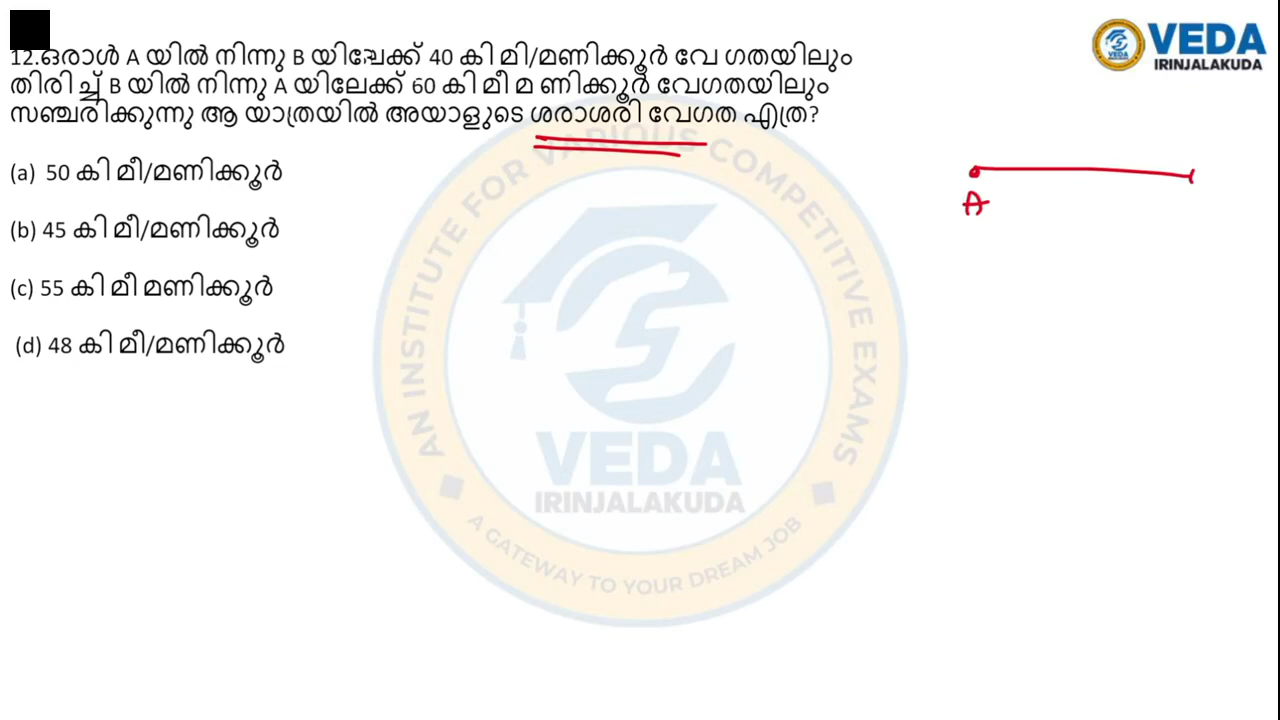 12.ഒരാൾ A യിൽ നിന്നു B യിലേക്ക് 40 കി മി/മണിക്കൂർ വേ ഗതയിലും
തിരി ച്ച് B യിൽ നിന്നു A യിലേക്ക് 60 കി മീ മ ണിക്കൂർ വേഗതയിലും
സഞ്ചരിക്കുന്നു ആ യാത്രയിൽ അയാളുടെ ശരാശരി വേഗത എത്ര?
(a) 50 കി മീ/മണിക്കൂർ
(b) 45 കി മീ/മണിക്കൂർ
(c) 55 കി മീ മണിക്കൂർ
(d) 48 കി മീ/മണിക്കൂർ
A
VEDA
IRINJALAKUDA
AN INSTITUTE FOR VARIOUS COMPETITIVE EXAMS
VEDA
IRINJALAKUDA
A GATEWAY TO YOUR DREAM JOB